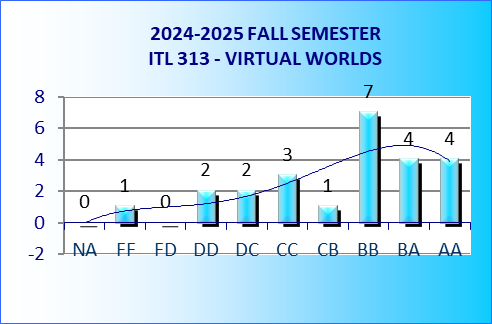 2024-2025 FALL SEMESTER
ITL 313 - VIRTUAL WORLDS
8
6
4
2
0
-2
0 1 0 2 2 3 1 7 4 4
NA FF FD DD DC CC CB BB BA AA